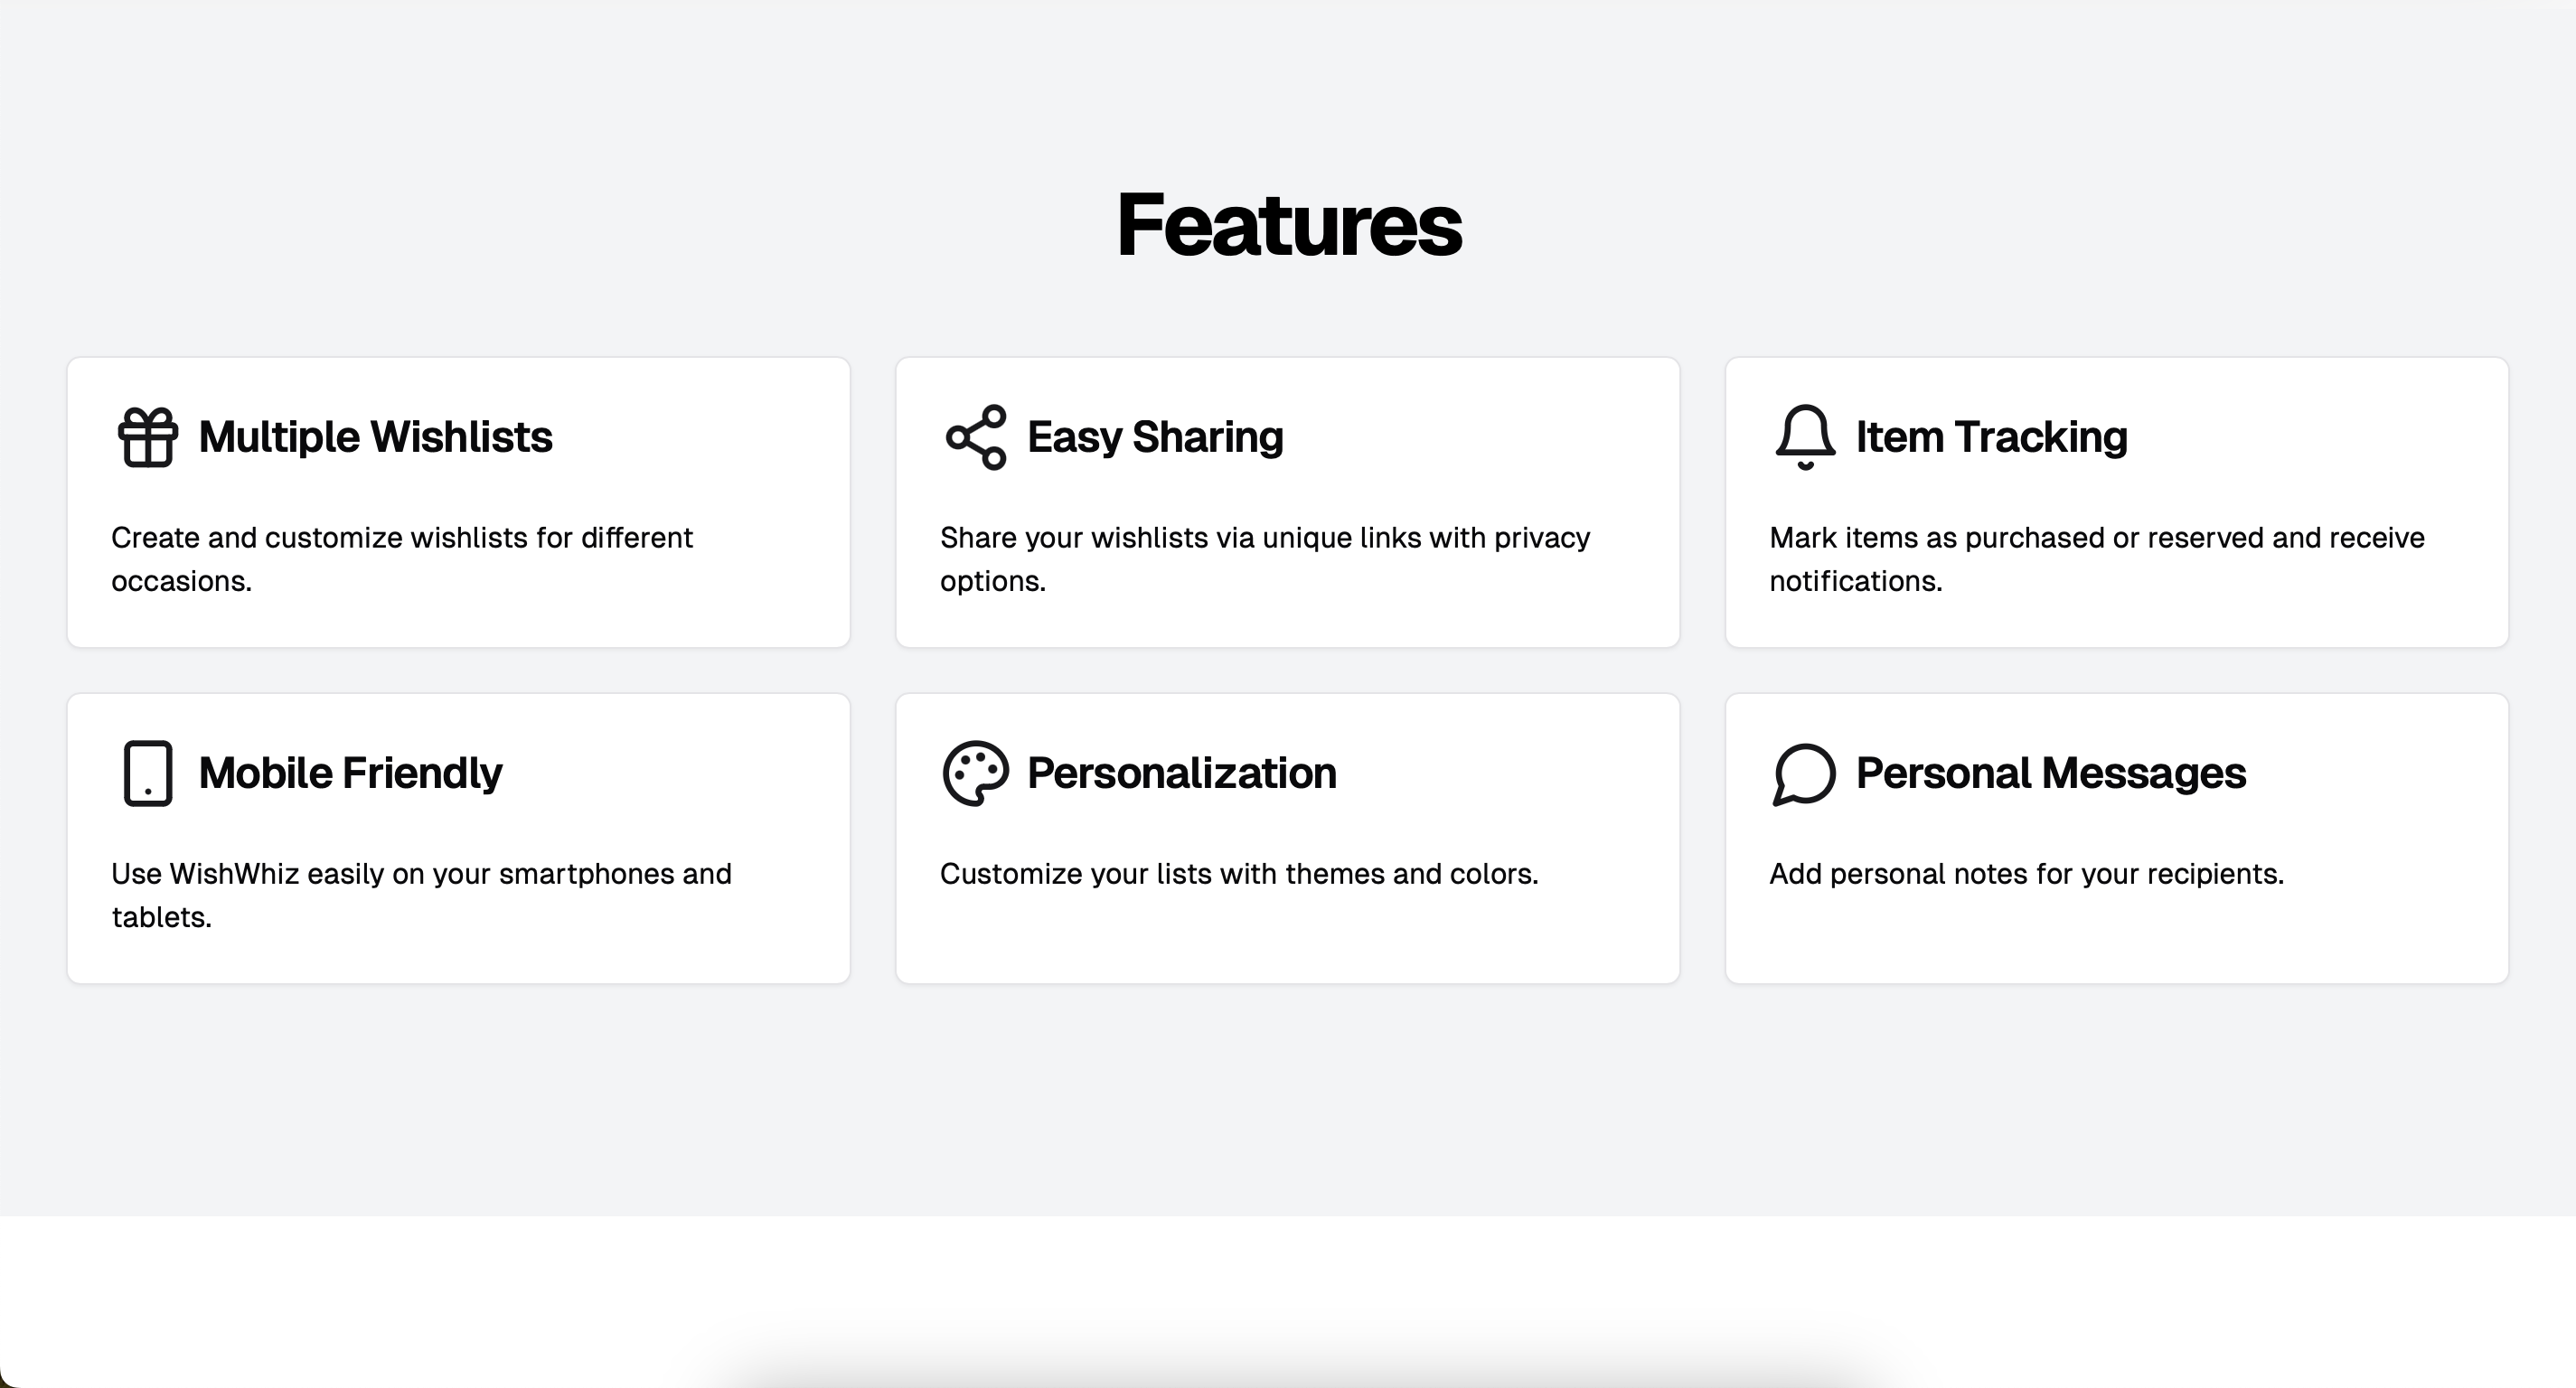 Features
Multiple Wishlists
Create and customize wishlists for different
occasions.
Easy Sharing
Share your wishlists via unique links with privacy
options.
Item Tracking
Mark items as purchased or reserved and receive
notifications.
Mobile Friendly
Use WishWhiz easily on your smartphones and
tablets.
Personalization
Customize your lists with themes and colors.
Personal Messages
Add personal notes for your recipients.